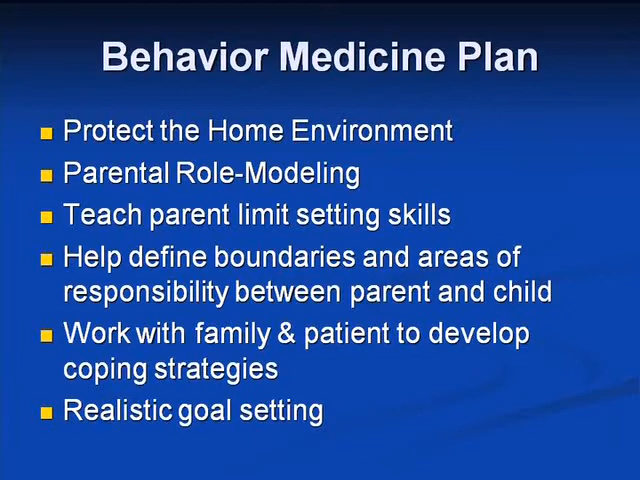 Behavior Medicine Plan
Protect the Home Environment
Parental Role-Modeling
Teach parent limit setting skills
Help define boundaries and areas of
responsibility between parent and child
Work with family & patient to develop
coping strategies
Realistic goal setting